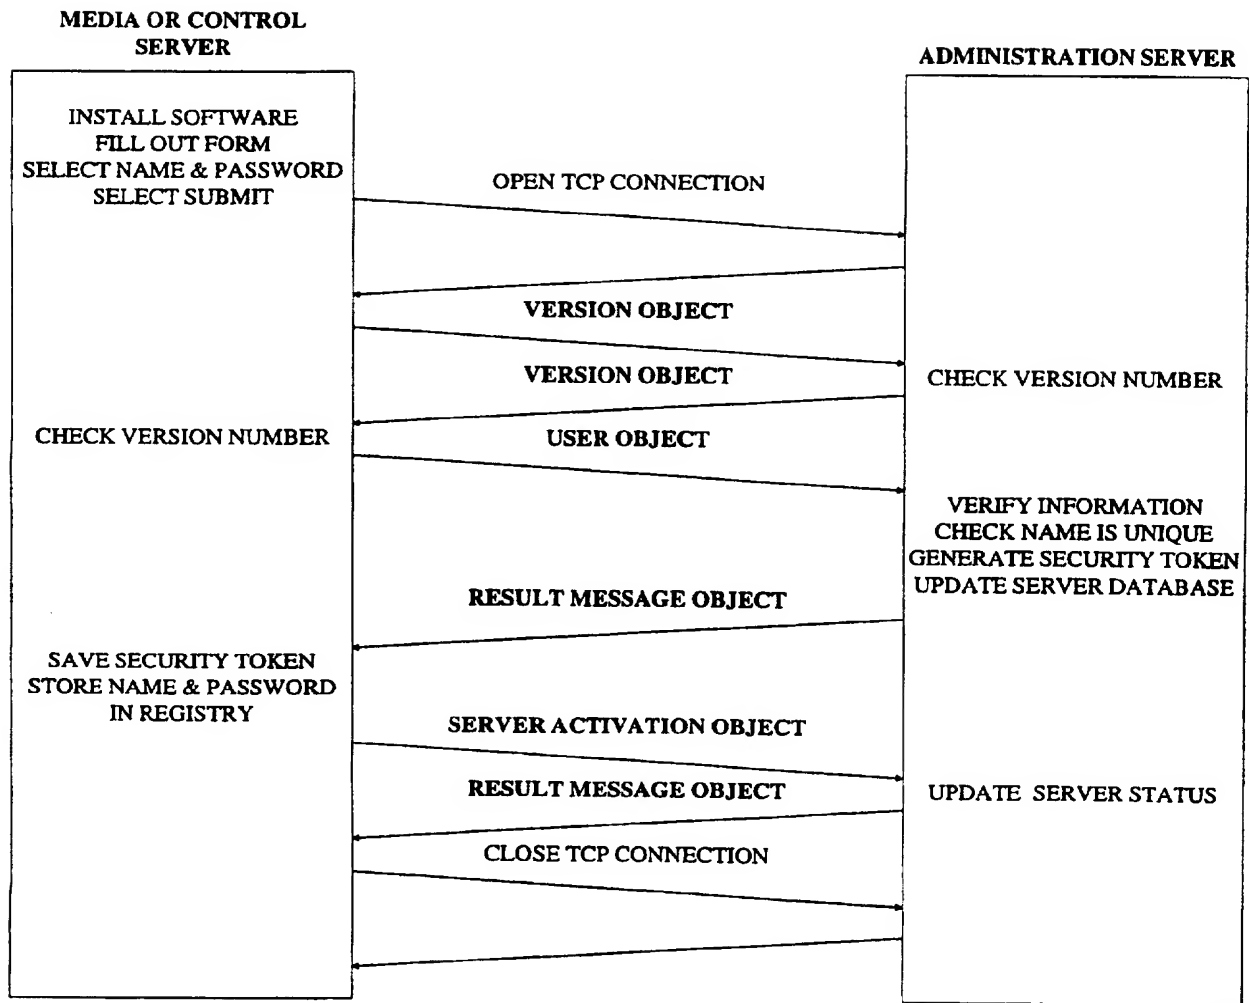 MEDIA OR CONTROL
SERVER
ADMINISTRATION SERVER
INSTALL SOFTWARE
FILL OUT FORM
SELECT NAME & PASSWORD
SELECT SUBMIT
OPEN TCP CONNECTION
VERSION OBJECT
VERSION OBJECT
CHECK VERSION NUMBER
CHECK VERSION NUMBER
USER OBJECT
VERIFY INFORMATION
CHECK NAME IS UNIQUE
GENERATE SECURITY TOKEN
UPDATE SERVER DATABASE
RESULT MESSAGE OBJECT
SAVE SECURITY TOKEN
STORE NAME & PASSWORD
IN REGISTRY
SERVER ACTIVATION OBJECT
RESULT MESSAGE OBJECT
UPDATE SERVER STATUS
CLOSE TCP CONNECTION